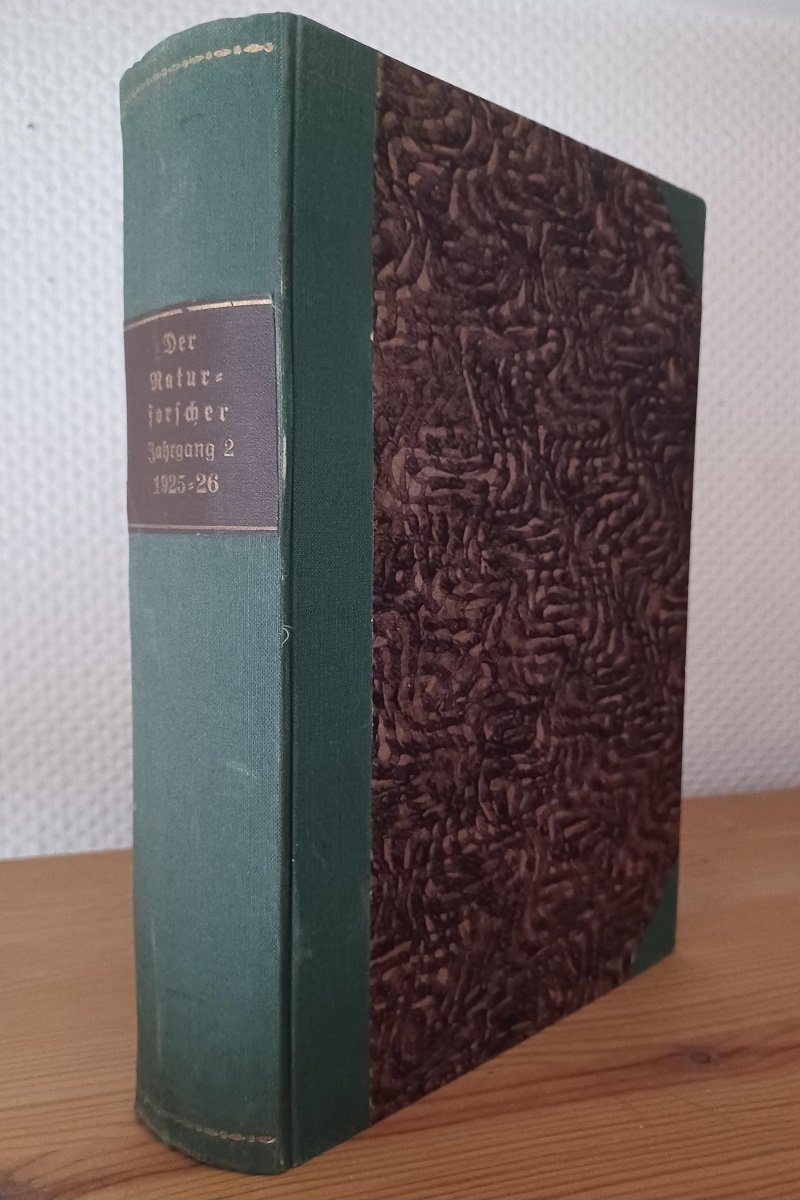 Der
Natur=
forscher
Jahrgang 2
1925=26